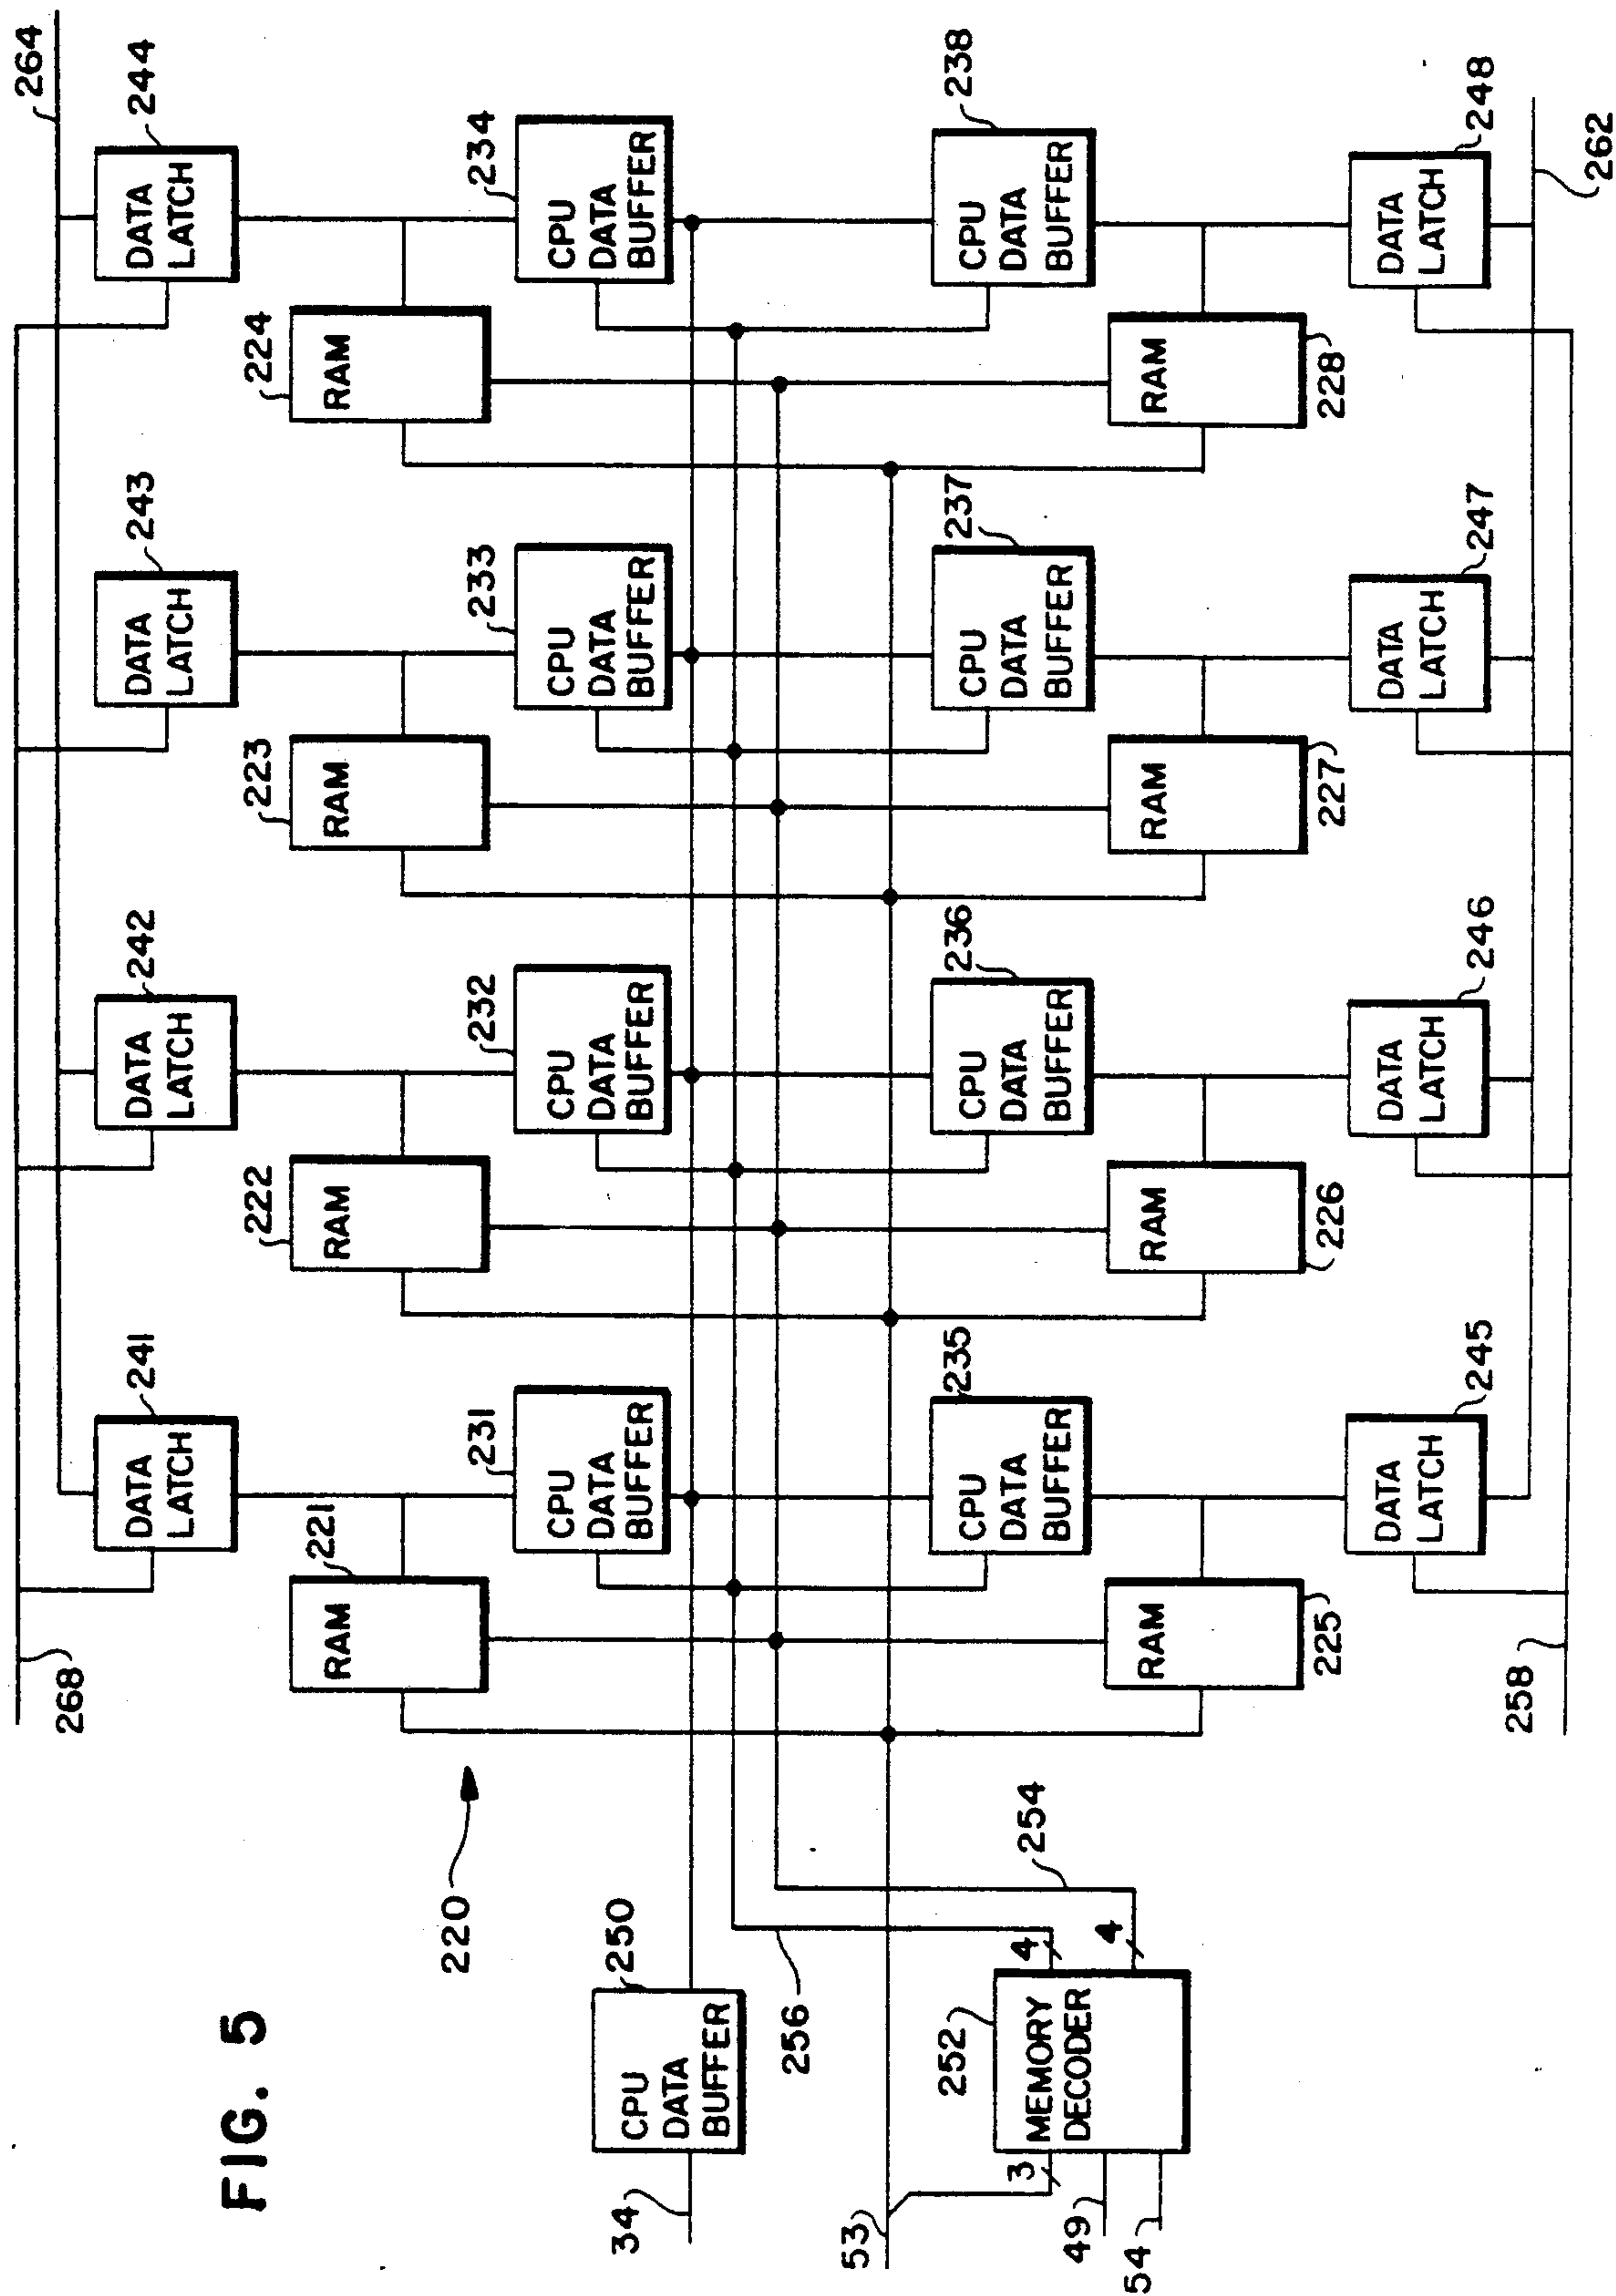 FIG. 5
268
264
241
DATA
LATCH
242
DATA
LATCH
243
DATA
LATCH
244
DATA
LATCH
221
RAM
222
RAM
223
RAM
224
RAM
220
231
CPU
DATA
BUFFER
232
CPU
DATA
BUFFER
233
CPU
DATA
BUFFER
234
CPU
DATA
BUFFER
34
250
CPU
DATA
BUFFER
256
254
53
252
MEMORY
DECODER
3
4
4
49
54
235
CPU
DATA
BUFFER
236
CPU
DATA
BUFFER
237
CPU
DATA
BUFFER
238
CPU
DATA
BUFFER
RAM
225
RAM
226
RAM
227
RAM
228
DATA
LATCH
245
DATA
LATCH
246
DATA
LATCH
247
DATA
LATCH
248
258
262